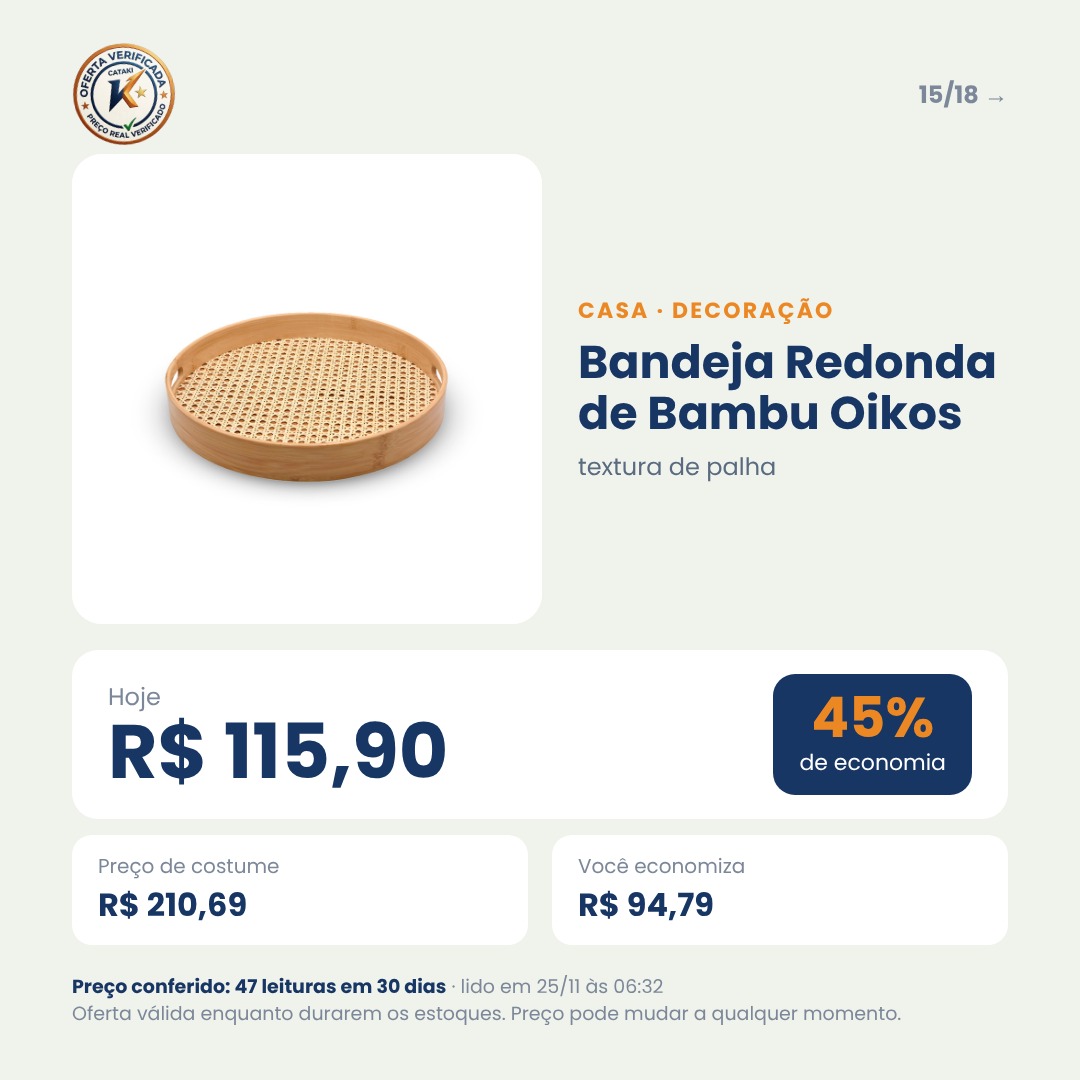 OFERTA VERIFICADA
CATAKI
K
PREÇO REAL VERIFICADO
15/18 →
CASA · DECORAÇÃO
Bandeja Redonda
de Bambu Oikos
textura de palha
Hoje
R$ 115,90
45%
de economia
Preço de costume
R$ 210,69
Você economiza
R$ 94,79
Preço conferido: 47 leituras em 30 dias · lido em 25/11 às 06:32
Oferta válida enquanto durarem os estoques. Preço pode mudar a qualquer momento.